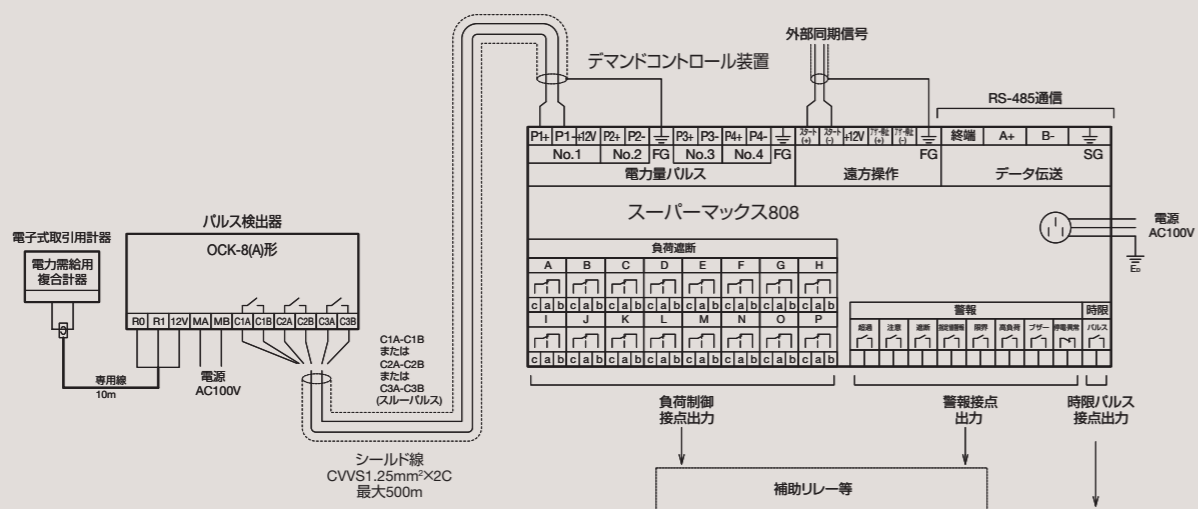 外部同期信号
デマンドコントロール装置
RS-485通信
P1+ P1- +12V P2+ P2- P3+ P3- P4+ P4- スタート(+) スタート(-) +12V ブザー停止(+) ブザー停止(-) 終端 A+ B-
No.1 No.2 FG No.3 No.4 FG FG SG
電力量パルス 遠方操作 データ伝送
スーパーマックス808
電源
AC100V
ED
パルス検出器
OCK-8(A)形
電子式取引用計器
電力需給用
複合計器
R0 R1 12V MA MB C1A C1B C2A C2B C3A C3B
専用線
10m
電源
AC100V
C1A-C1B
または
C2A-C2B
または
C3A-C3B
(スルーパルス)
シールド線
CVVS1.25mm²×2C
最大500m
負荷遮断
A B C D E F G H
c a b c a b c a b c a b c a b c a b c a b c a b
I J K L M N O P
c a b c a b c a b c a b c a b c a b c a b c a b
警報 時限
超過 注意 遮断 限界 高負荷 ブザー 停電異常 パルス
負荷制御
接点出力
警報接点
出力
時限パルス
接点出力
補助リレー等